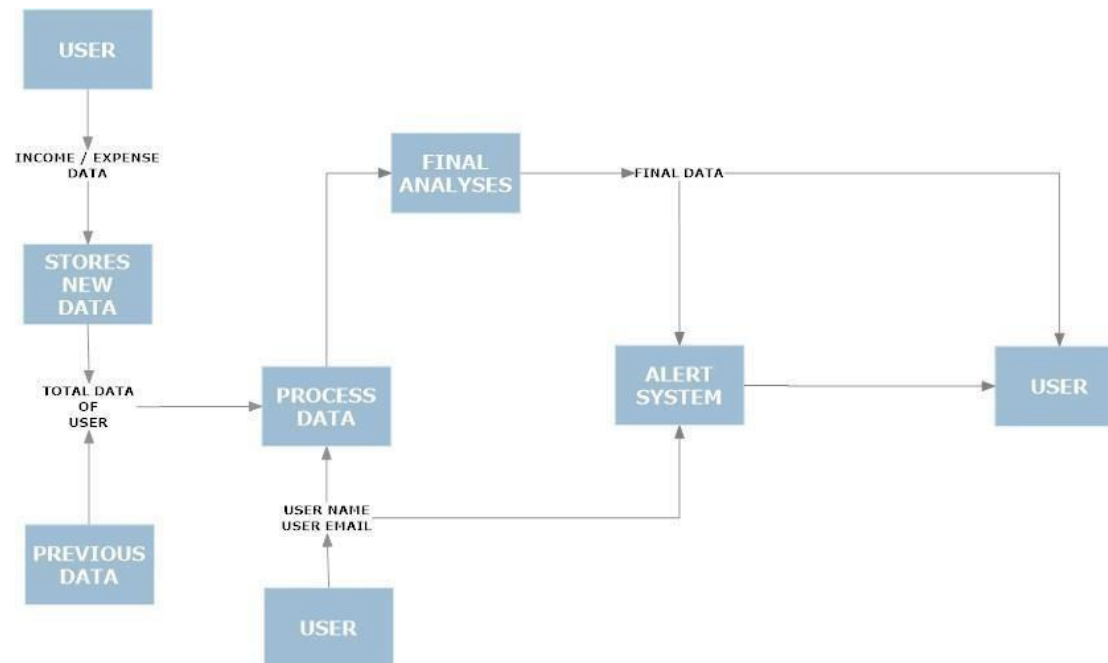 USER
INCOME / EXPENSE
DATA
FINAL
ANALYSES
FINAL DATA
STORES
NEW
DATA
TOTAL DATA
OF
USER
PROCESS
DATA
ALERT
SYSTEM
USER
USER NAME
USER EMAIL
PREVIOUS
DATA
USER